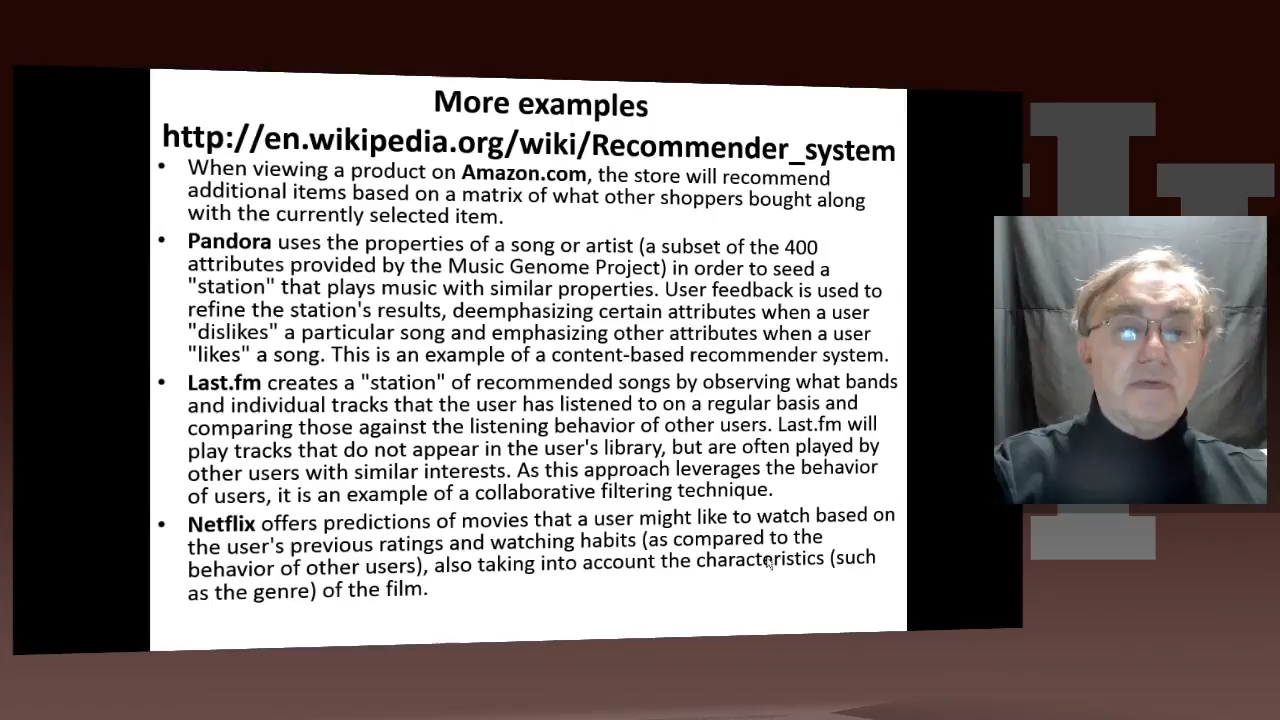 More examples
http://en.wikipedia.org/wiki/Recommender_system
• When viewing a product on Amazon.com, the store will recommend
additional items based on a matrix of what other shoppers bought along
with the currently selected item.
• Pandora uses the properties of a song or artist (a subset of the 400
attributes provided by the Music Genome Project) in order to seed a
"station" that plays music with similar properties. User feedback is used to
refine the station's results, deemphasizing certain attributes when a user
"dislikes" a particular song and emphasizing other attributes when a user
"likes" a song. This is an example of a content-based recommender system.
• Last.fm creates a "station" of recommended songs by observing what bands
and individual tracks that the user has listened to on a regular basis and
comparing those against the listening behavior of other users. Last.fm will
play tracks that do not appear in the user's library, but are often played by
other users with similar interests. As this approach leverages the behavior
of users, it is an example of a collaborative filtering technique.
• Netflix offers predictions of movies that a user might like to watch based on
the user's previous ratings and watching habits (as compared to the
behavior of other users), also taking into account the characteristics (such
as the genre) of the film.